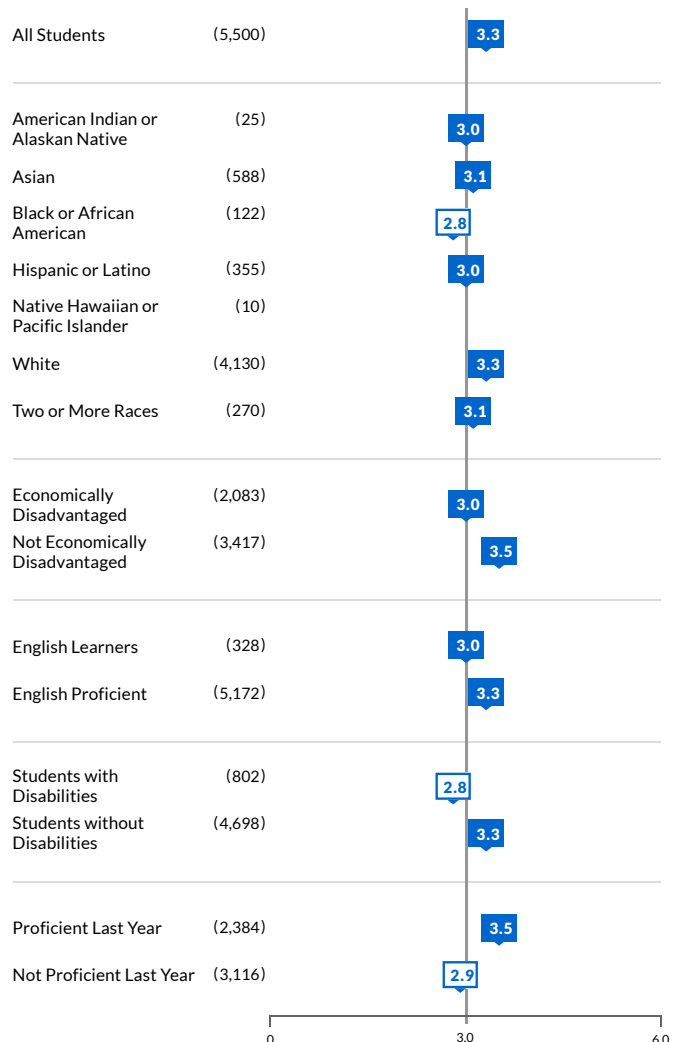 All Students (5,500) 3.3
American Indian or (25)
Alaskan Native 3.0
Asian (588) 3.1
Black or African (122)
American 2.8
Hispanic or Latino (355) 3.0
Native Hawaiian or (10)
Pacific Islander
White (4,130) 3.3
Two or More Races (270) 3.1
Economically (2,083)
Disadvantaged 3.0
Not Economically (3,417)
Disadvantaged 3.5
English Learners (328) 3.0
English Proficient (5,172) 3.3
Students with (802)
Disabilities 2.8
Students without (4,698)
Disabilities 3.3
Proficient Last Year (2,384) 3.5
Not Proficient Last Year (3,116) 2.9
0 3.0 6.0